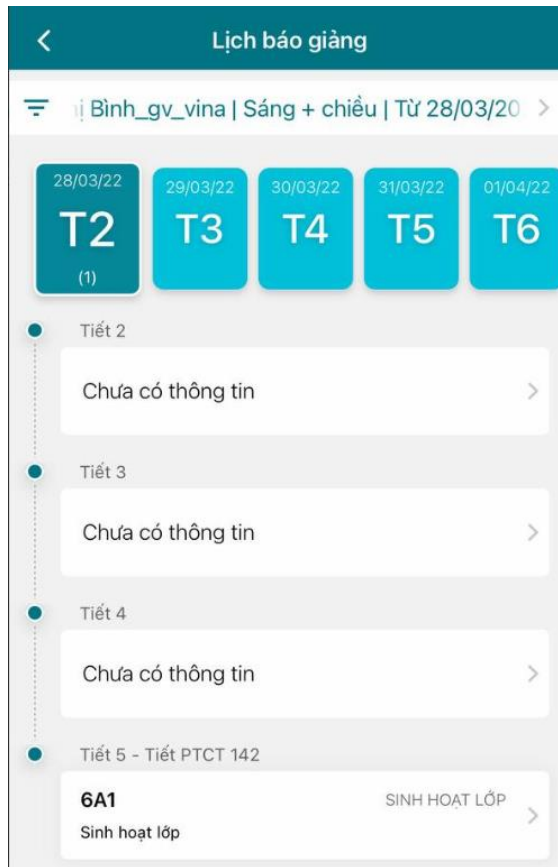 Lịch báo giảng
Bình_gv_vina | Sáng + chiều | Từ 28/03/20
28/03/22 29/03/22 30/03/22 31/03/22 01/04/22
T2 T3 T4 T5 T6
(1)
Tiết 2
Chưa có thông tin
Tiết 3
Chưa có thông tin
Tiết 4
Chưa có thông tin
Tiết 5 - Tiết PTCT 142
6A1 SINH HOẠT LỚP
Sinh hoạt lớp